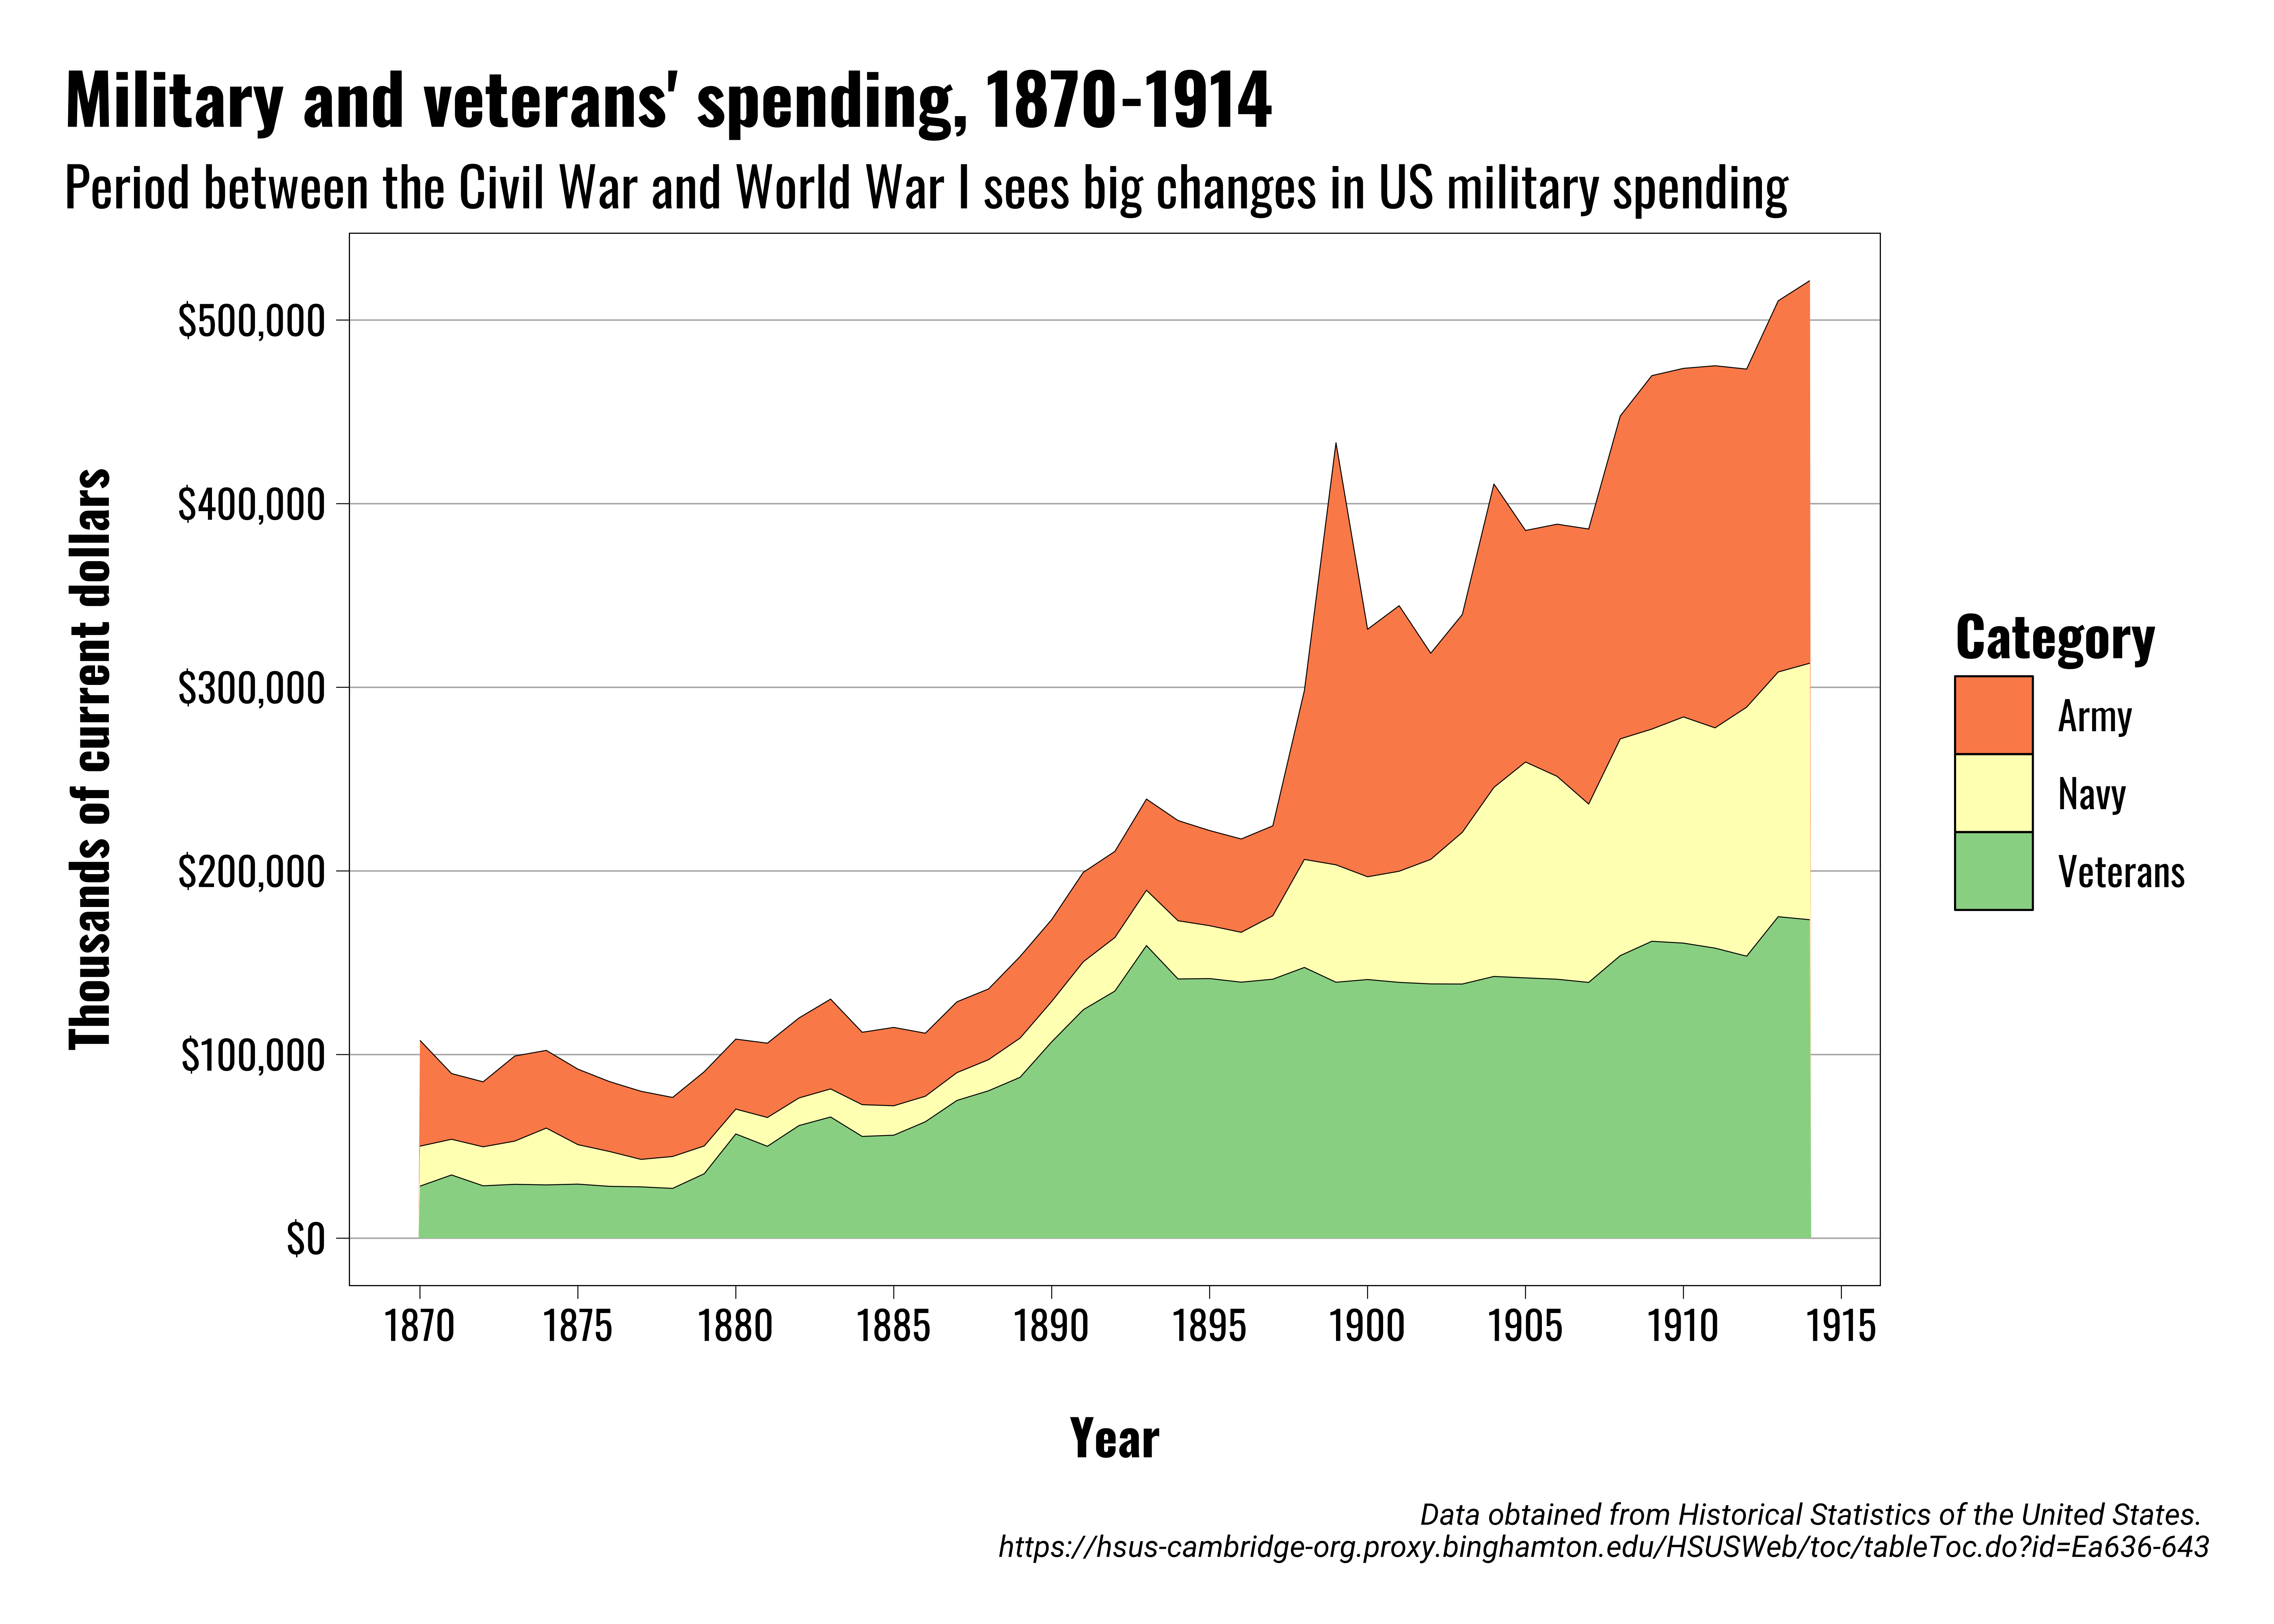 Military and veterans' spending, 1870-1914
Period between the Civil War and World War I sees big changes in US military spending
Thousands of current dollars
$500,000
$400,000
$300,000
$200,000
$100,000
$0
1870 1875 1880 1885 1890 1895 1900 1905 1910 1915
Year
Category
Army
Navy
Veterans
Data obtained from Historical Statistics of the United States.
https://hsus-cambridge-org.proxy.binghamton.edu/HSUSWeb/toc/tableToc.do?id=Ea636-643